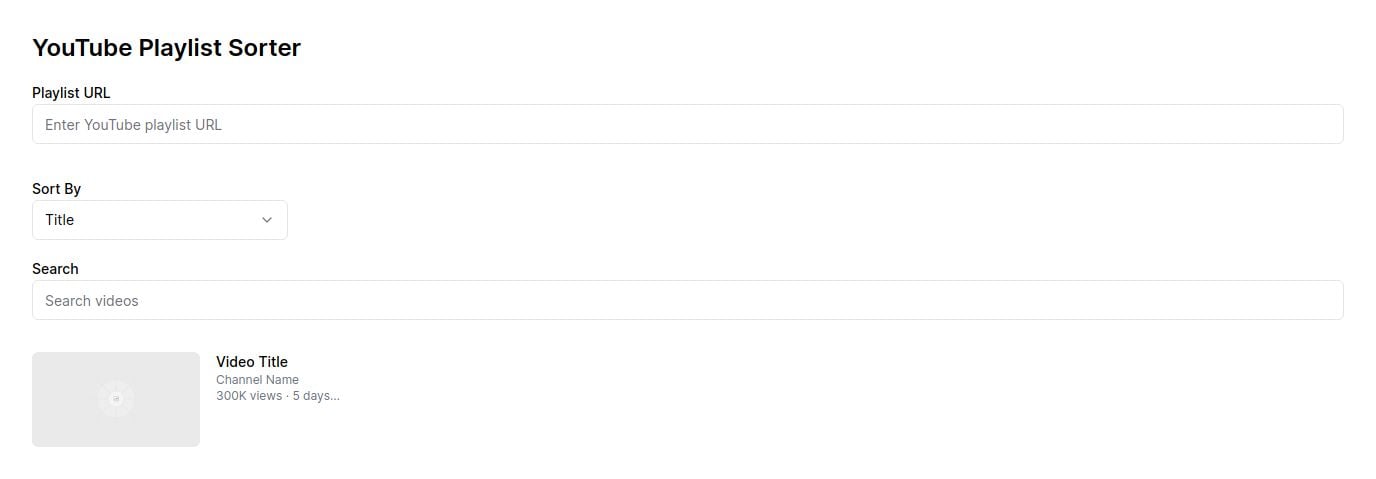 YouTube Playlist Sorter
Playlist URL
Enter YouTube playlist URL
Sort By
Title
Search
Search videos
Video Title
Channel Name
300K views · 5 days...